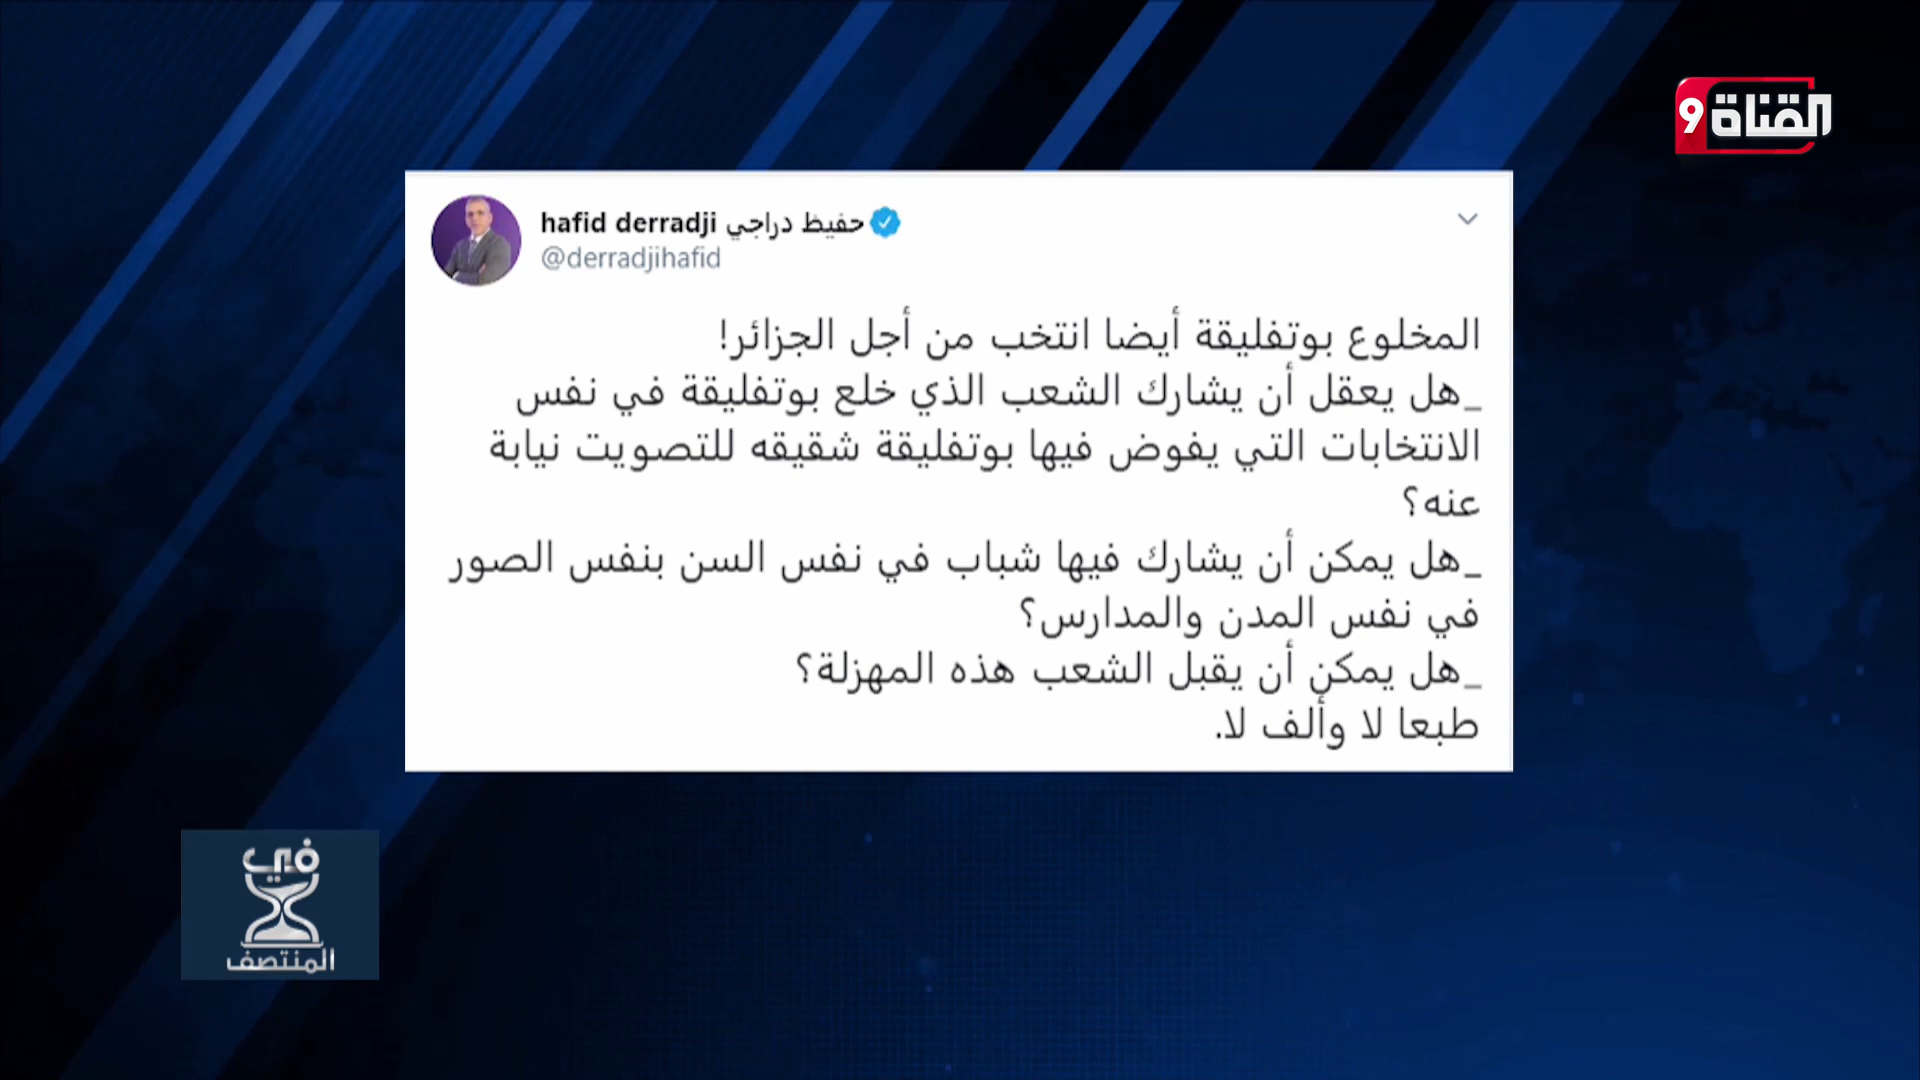 القناة 9
hafid derradji حفيظ دراجي
@derradjihafid
المخلوع بوتفليقة أيضا انتخب من أجل الجزائر!
_هل يعقل أن يشارك الشعب الذي خلع بوتفليقة في نفس
الانتخابات التي يفوض فيها بوتفليقة شقيقه للتصويت نيابة
عنه؟
_هل يمكن أن يشارك فيها شباب في نفس السن بنفس الصور
في نفس المدن والمدارس؟
_هل يمكن أن يقبل الشعب هذه المهزلة؟
طبعا لا وألف لا.
في
المنتصف